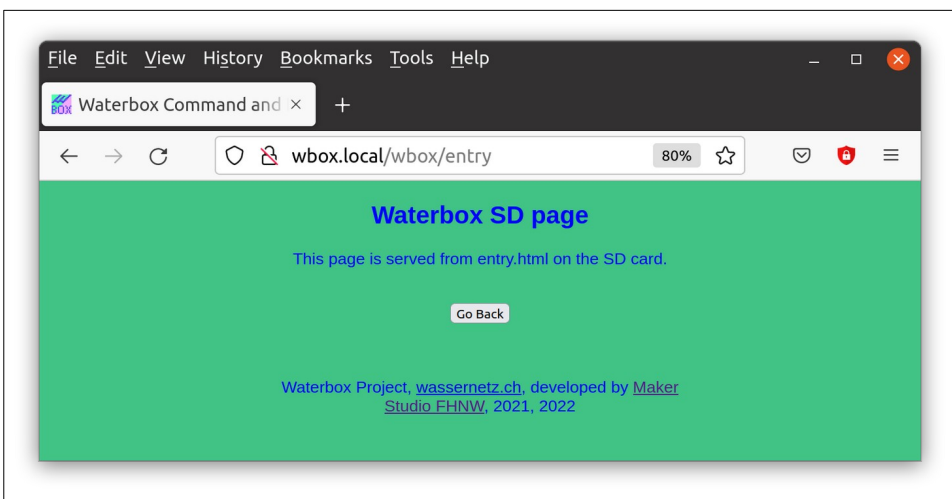 File Edit View History Bookmarks Tools Help
BOX Waterbox Command and
wbox.local/wbox/entry 80%
Waterbox SD page
This page is served from entry.html on the SD card.
Go Back
Waterbox Project, wassernetz.ch, developed by Maker
Studio FHNW, 2021, 2022